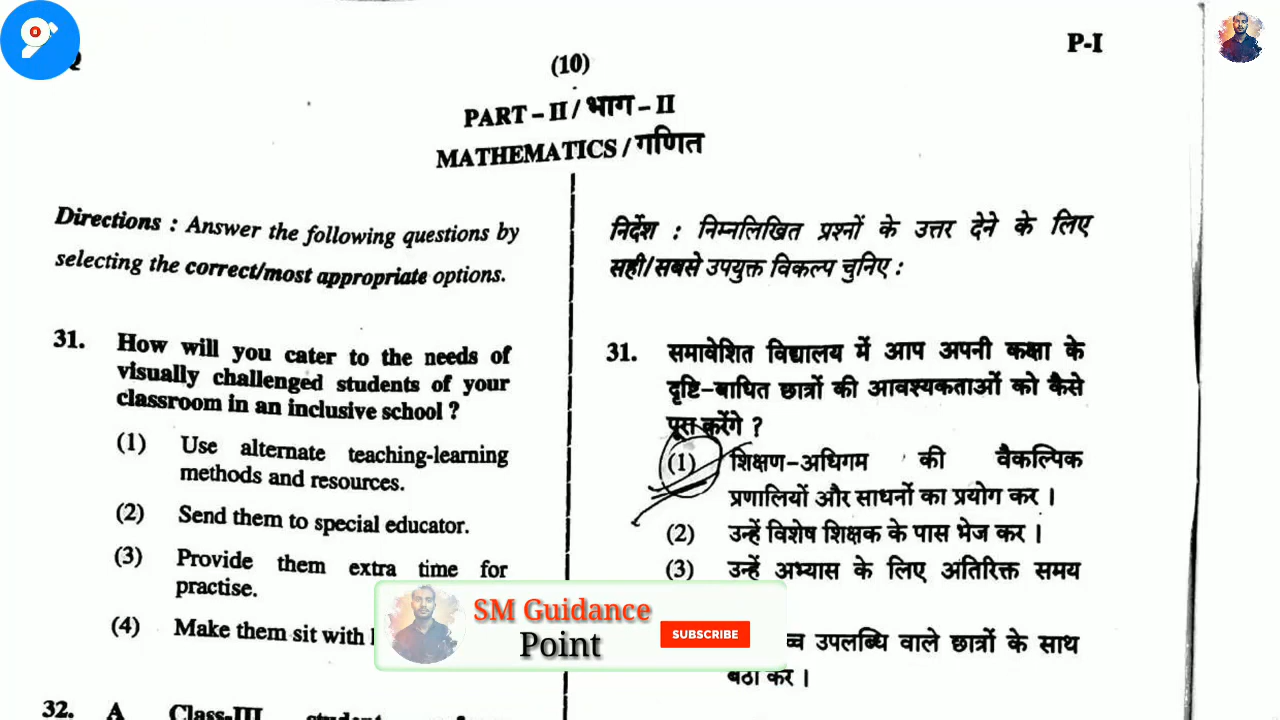 P-I
(10)
PART – II / भाग – II
MATHEMATICS / गणित
Directions : Answer the following questions by
selecting the correct/most appropriate options.
31. How will you cater to the needs of
visually challenged students of your
classroom in an inclusive school ?
(1) Use alternate teaching-learning
methods and resources.
(2) Send them to special educator.
(3) Provide them extra time for
practise.
(4) Make them sit with
32. A Class-III
निर्देश : निम्नलिखित प्रश्नों के उत्तर देने के लिए
सही/सबसे उपयुक्त विकल्प चुनिए :
31. समावेशित विद्यालय में आप अपनी कक्षा के
दृष्टि-बाधित छात्रों की आवश्यकताओं को कैसे
पूरा करेंगे ?
(1) शिक्षण-अधिगम की वैकल्पिक
प्रणालियों और साधनों का प्रयोग कर ।
(2) उन्हें विशेष शिक्षक के पास भेज कर ।
(3) उन्हें अभ्यास के लिए अतिरिक्त समय
उपलब्धि वाले छात्रों के साथ
बैठा कर ।
SM Guidance
Point
SUBSCRIBE